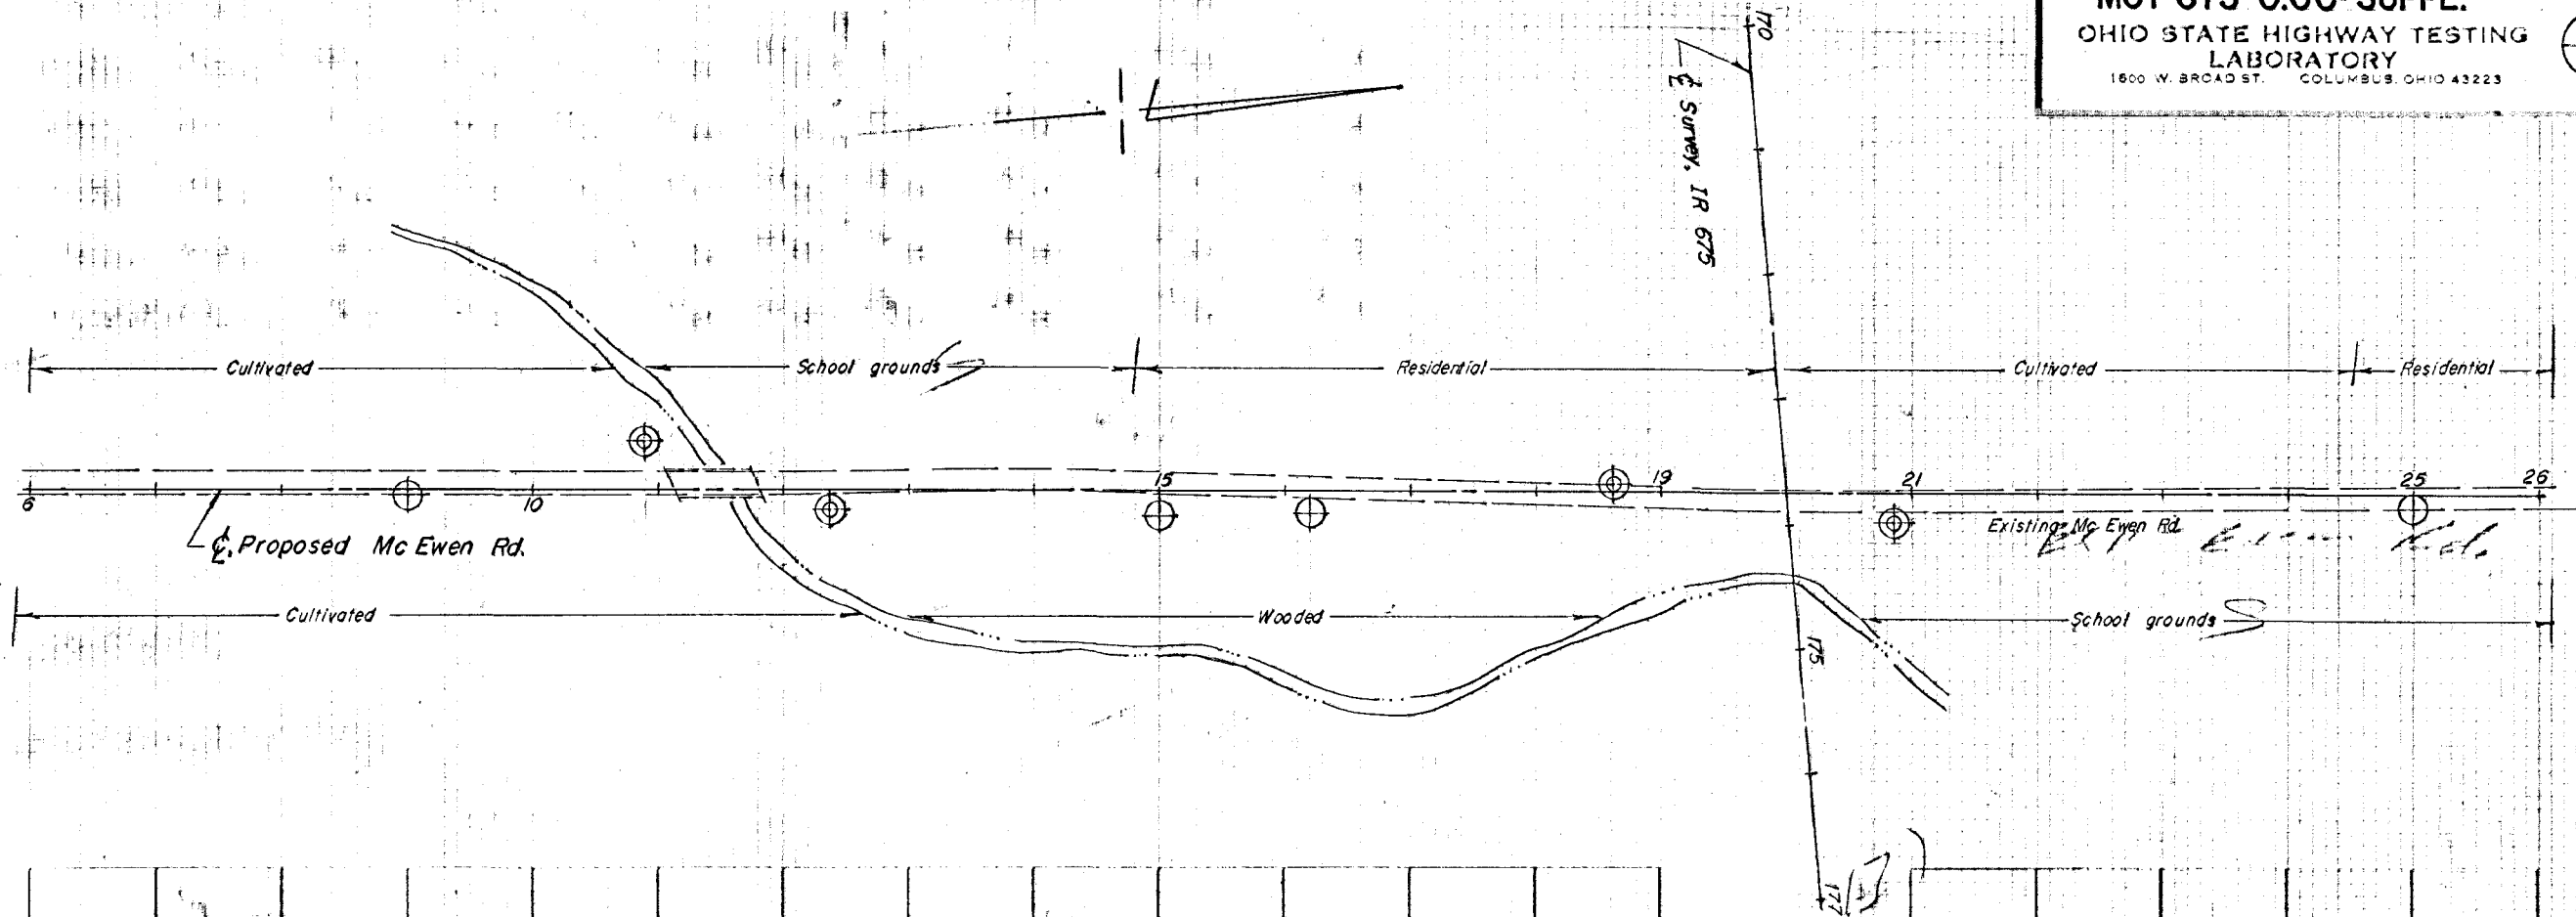 OHIO STATE HIGHWAY TESTING
LABORATORY
1600 W. BROAD ST. COLUMBUS, OHIO 43223
170
℄ Survey, IR 675
Cultivated
School grounds
Residential
Cultivated
Residential
6
10
15
19
21
25
26
℄ Proposed Mc Ewen Rd.
Existing Mc Ewen Rd.
Cultivated
Wooded
School grounds
175
177